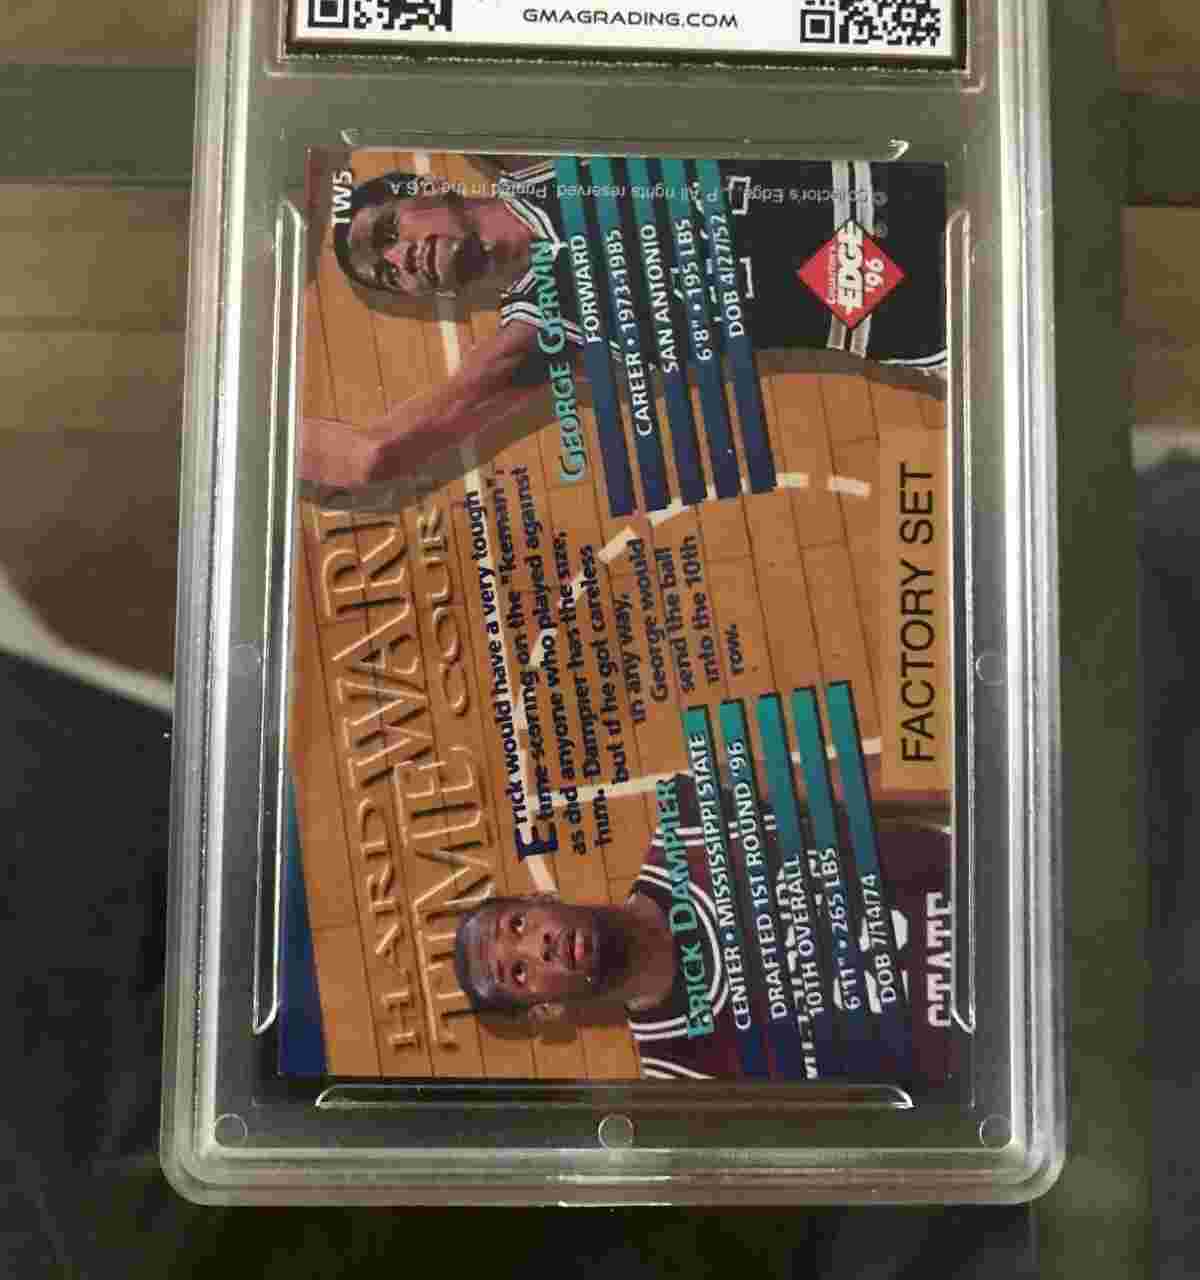 GMAGRADING.COM
TW5
© Collector's Edge, L.P. All rights reserved. Printed in the U.S.A.
HARDWAR
TIME COUR
Erick would have a very tough
time scoring on the "Iceman",
as did anyone who played against
him. Dampier has the size,
but if he got careless
in any way,
George would
send the ball
into the 10th
row.
GEORGE GERVIN
FORWARD
CAREER • 1973-1985
SAN ANTONIO
6'8" • 195 LBS
DOB 4/27/52
COLLECTOR'S
EDGE
'96
ERICK DAMPIER
CENTER • MISSISSIPPI STATE
DRAFTED 1ST ROUND '96
10TH OVERALL
6'11" • 265 LBS
DOB 7/14/74
STATE
FACTORY SET